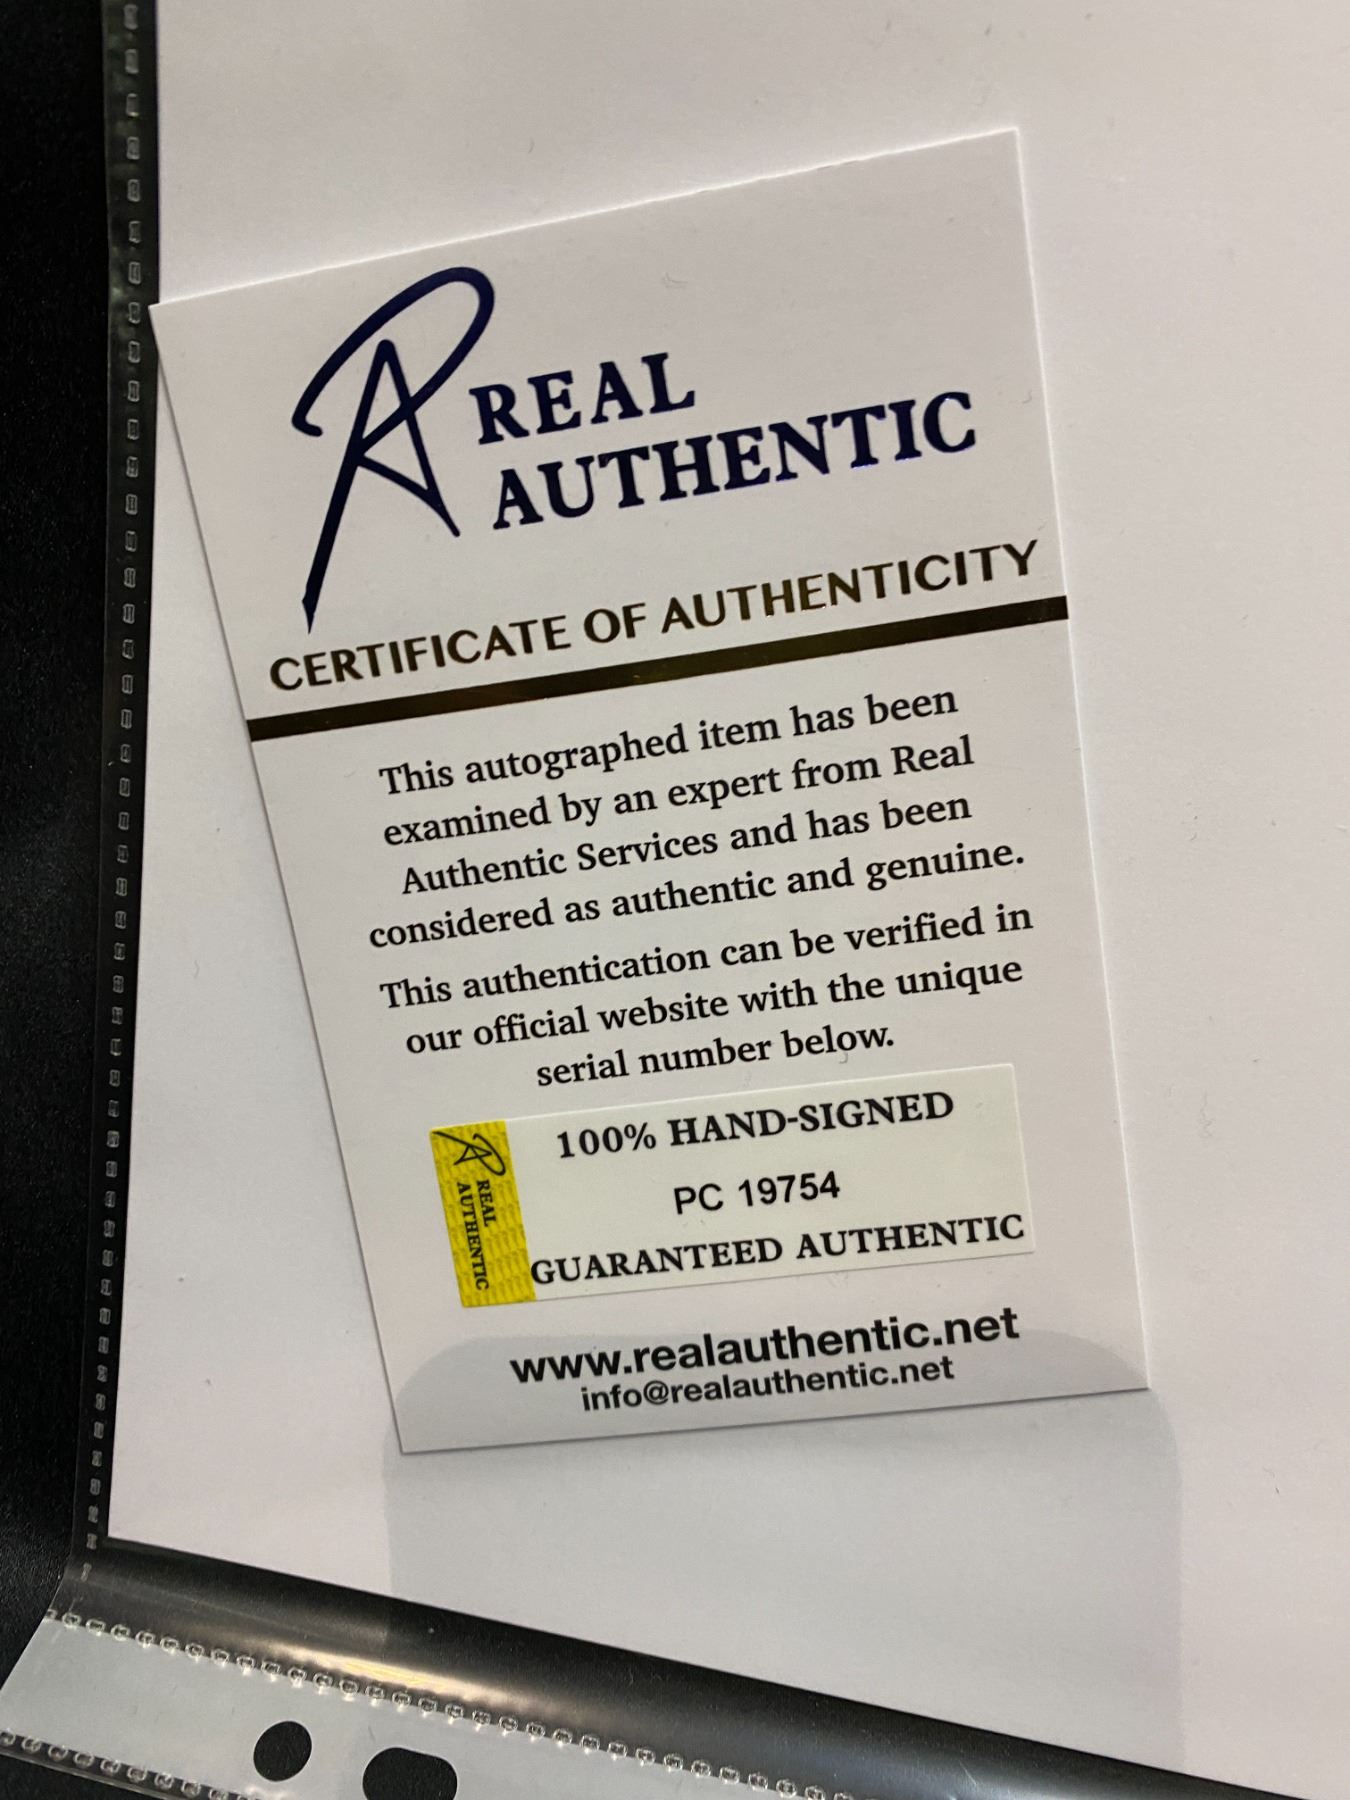 REAL
AUTHENTIC
CERTIFICATE OF AUTHENTICITY
This autographed item has been
examined by an expert from Real
Authentic Services and has been
considered as authentic and genuine.
This authentication can be verified in
our official website with the unique
serial number below.
REAL
AUTHENTIC
100% HAND-SIGNED
PC 19754
GUARANTEED AUTHENTIC
www.realauthentic.net
info@realauthentic.net